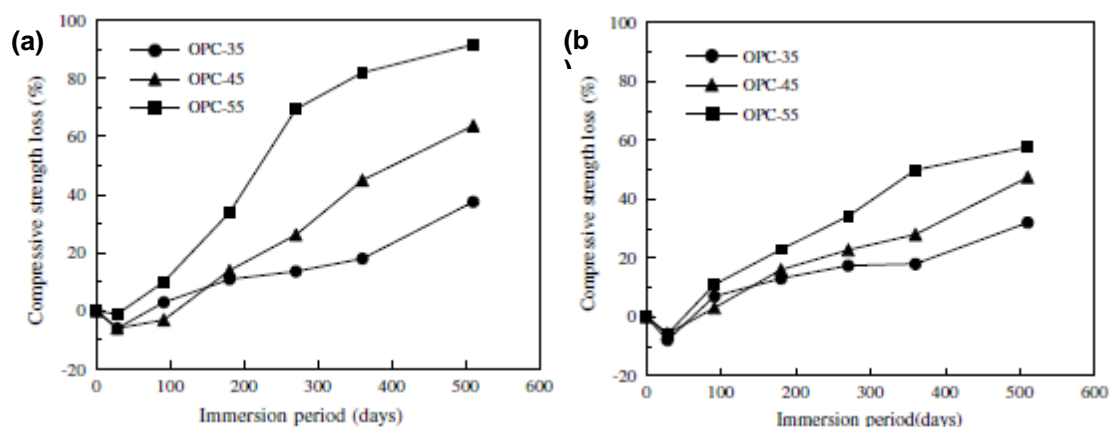 (a)
100
80
60
40
20
0
-20
Compressive strength loss (%)
OPC-35
OPC-45
OPC-55
0 100 200 300 400 500 600
Immersion period (days)
(b
)
100
80
60
40
20
0
-20
Compressive strength loss (%)
OPC-35
OPC-45
OPC-55
0 100 200 300 400 500 600
Immersion period(days)